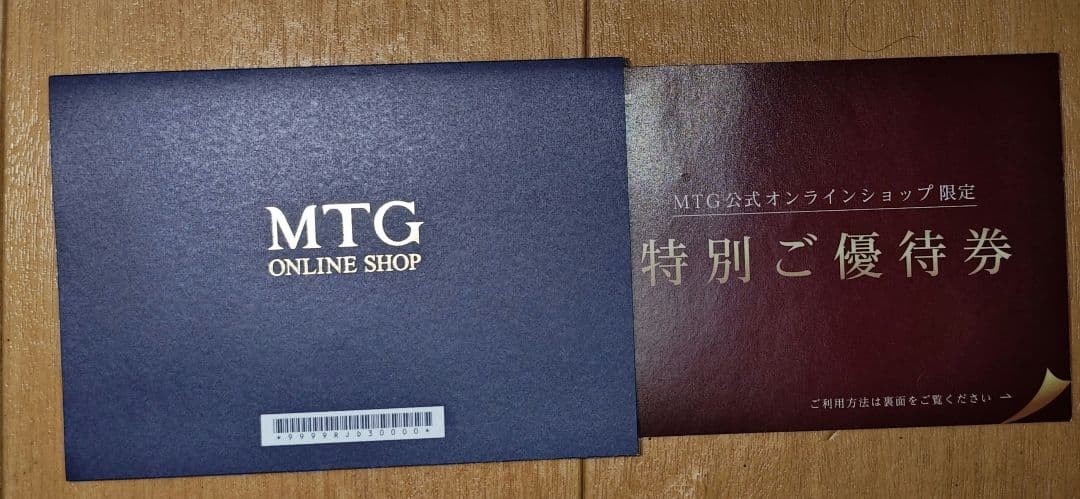 MTG
ONLINE SHOP
*9999RJD30000*
MTG公式オンラインショップ限定
特別ご優待券
ご利用方法は裏面をご覧ください →